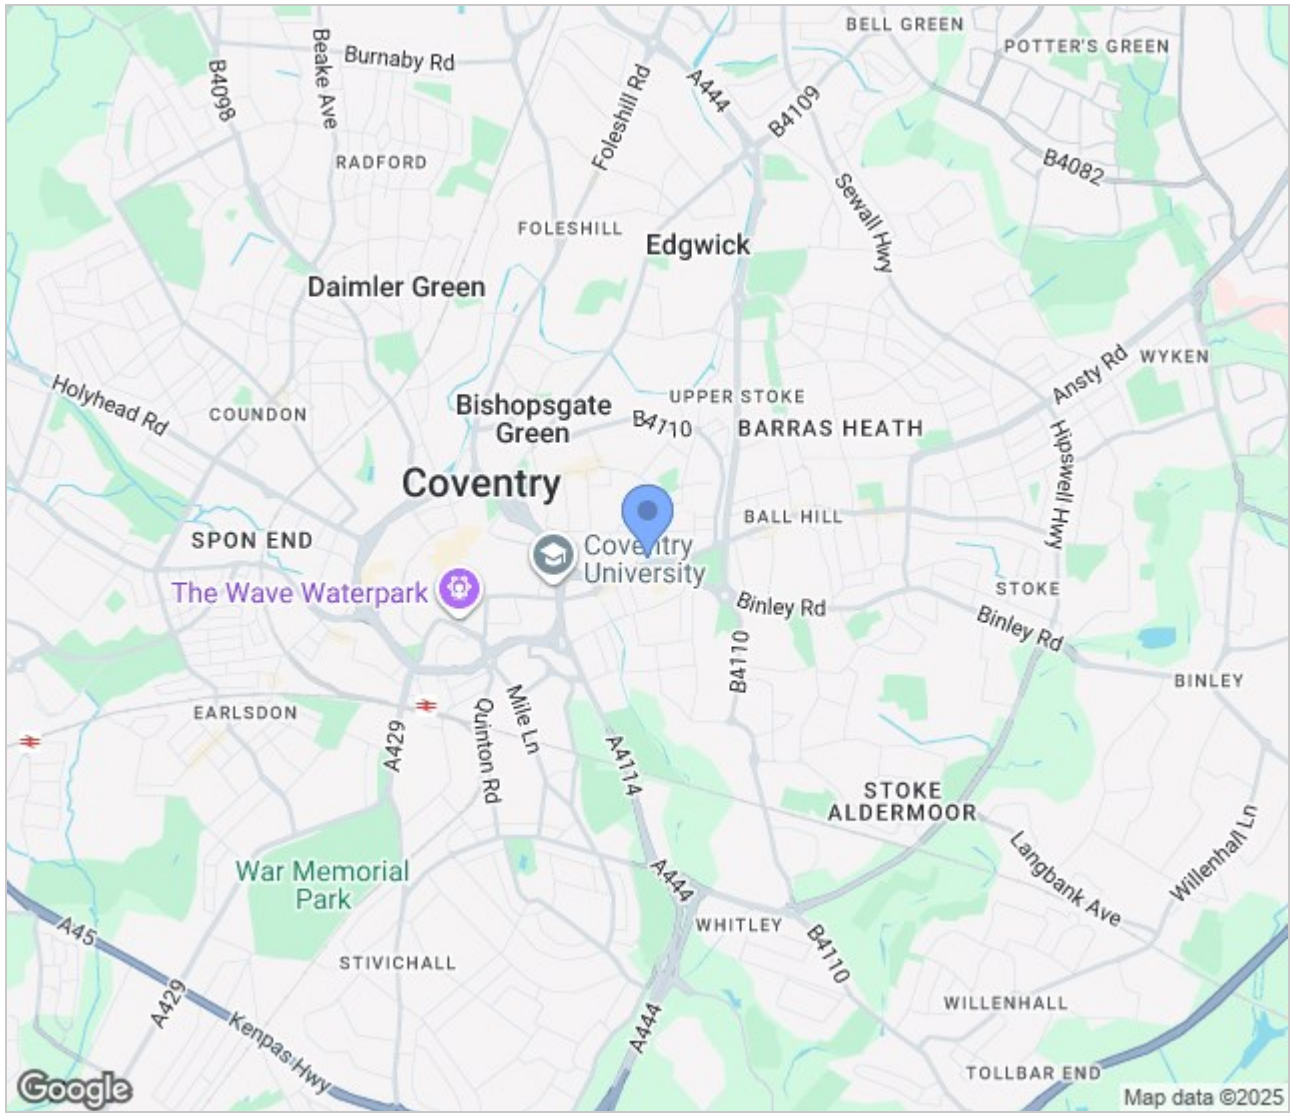 BELL GREEN
POTTER'S GREEN
Burnaby Rd
Beake Ave
B4098
Foleshill Rd
A444
B4109
B4082
RADFORD
Sewall Hwy
FOLESHILL
Edgwick
Daimler Green
WYKEN
Ansty Rd
Holyhead Rd
COUNDON
Bishopsgate
Green
UPPER STOKE
B4110
BARRAS HEATH
Hipswell Hwy
Coventry
BALL HILL
SPON END
Coventry
University
The Wave Waterpark
STOKE
Binley Rd
Binley Rd
B4110
BINLEY
EARLSDON
Mile Ln
Quinton Rd
A429
A4114
STOKE
ALDERMOOR
Langbank Ave
Willenhall Ln
War Memorial
Park
A444
WHITLEY
A45
B4110
STIVICHALL
A429
WILLENHALL
Kenpas Hwy
A444
TOLLBAR END
Google
Map data ©2025